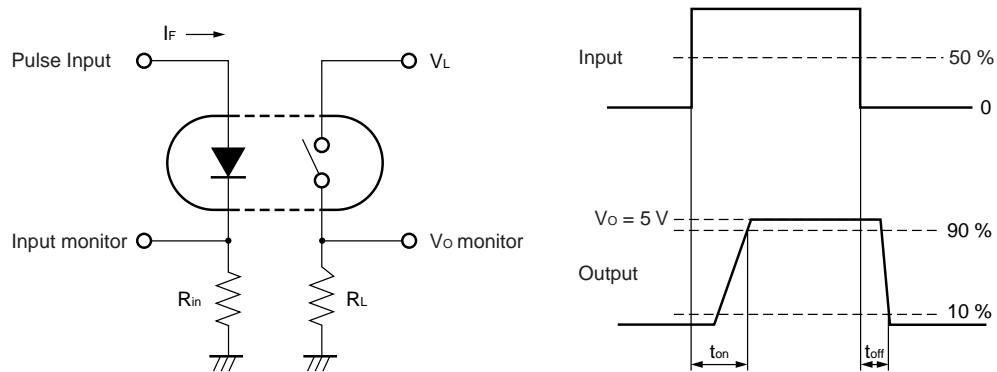 IF
Pulse Input
VL
Input monitor
VO monitor
Rin
RL
Input
50 %
0
VO = 5 V
90 %
Output
10 %
ton
toff